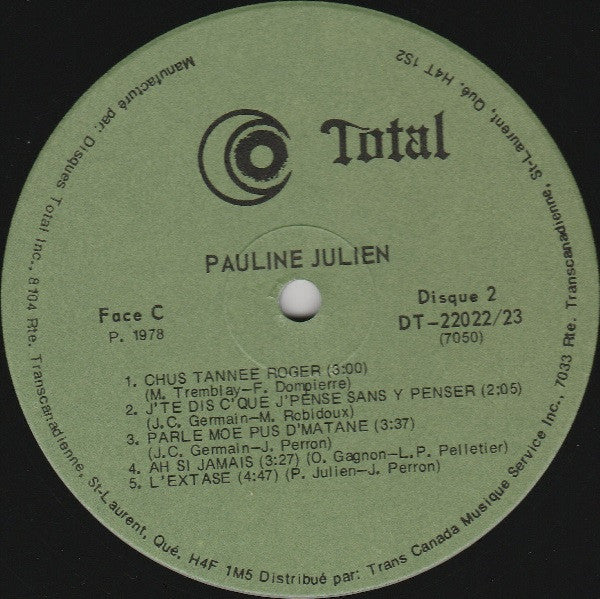 Total
PAULINE JULIEN
Face C
P. 1978
Disque 2
DT-22022/23
(7050)
1. CHUS TANNEE ROGER (3:00)
(M. Tremblay-F. Dompierre)
2. J'TE DIS C'QUE J'PENSE SANS Y PENSER (2:05)
(J.C. Germain-M. Robidoux)
3. PARLE MOE PUS D'MATANE (3:37)
(J.C. Germain-J. Perron)
4. AH SI JAMAIS (3:27) (O. Gagnon-L.P. Pelletier)
5. L'EXTASE (4:47) (P. Julien-J. Perron)
Manufacturé par: Disques Total Inc., 8104 Rte. Transcanadienne, St-Laurent, Qué. H4F 1M5 Distribué par: Trans Canada Musique Service Inc., 7033 Rte. Transcanadienne, St-Laurent, Qué. H4T 1S2